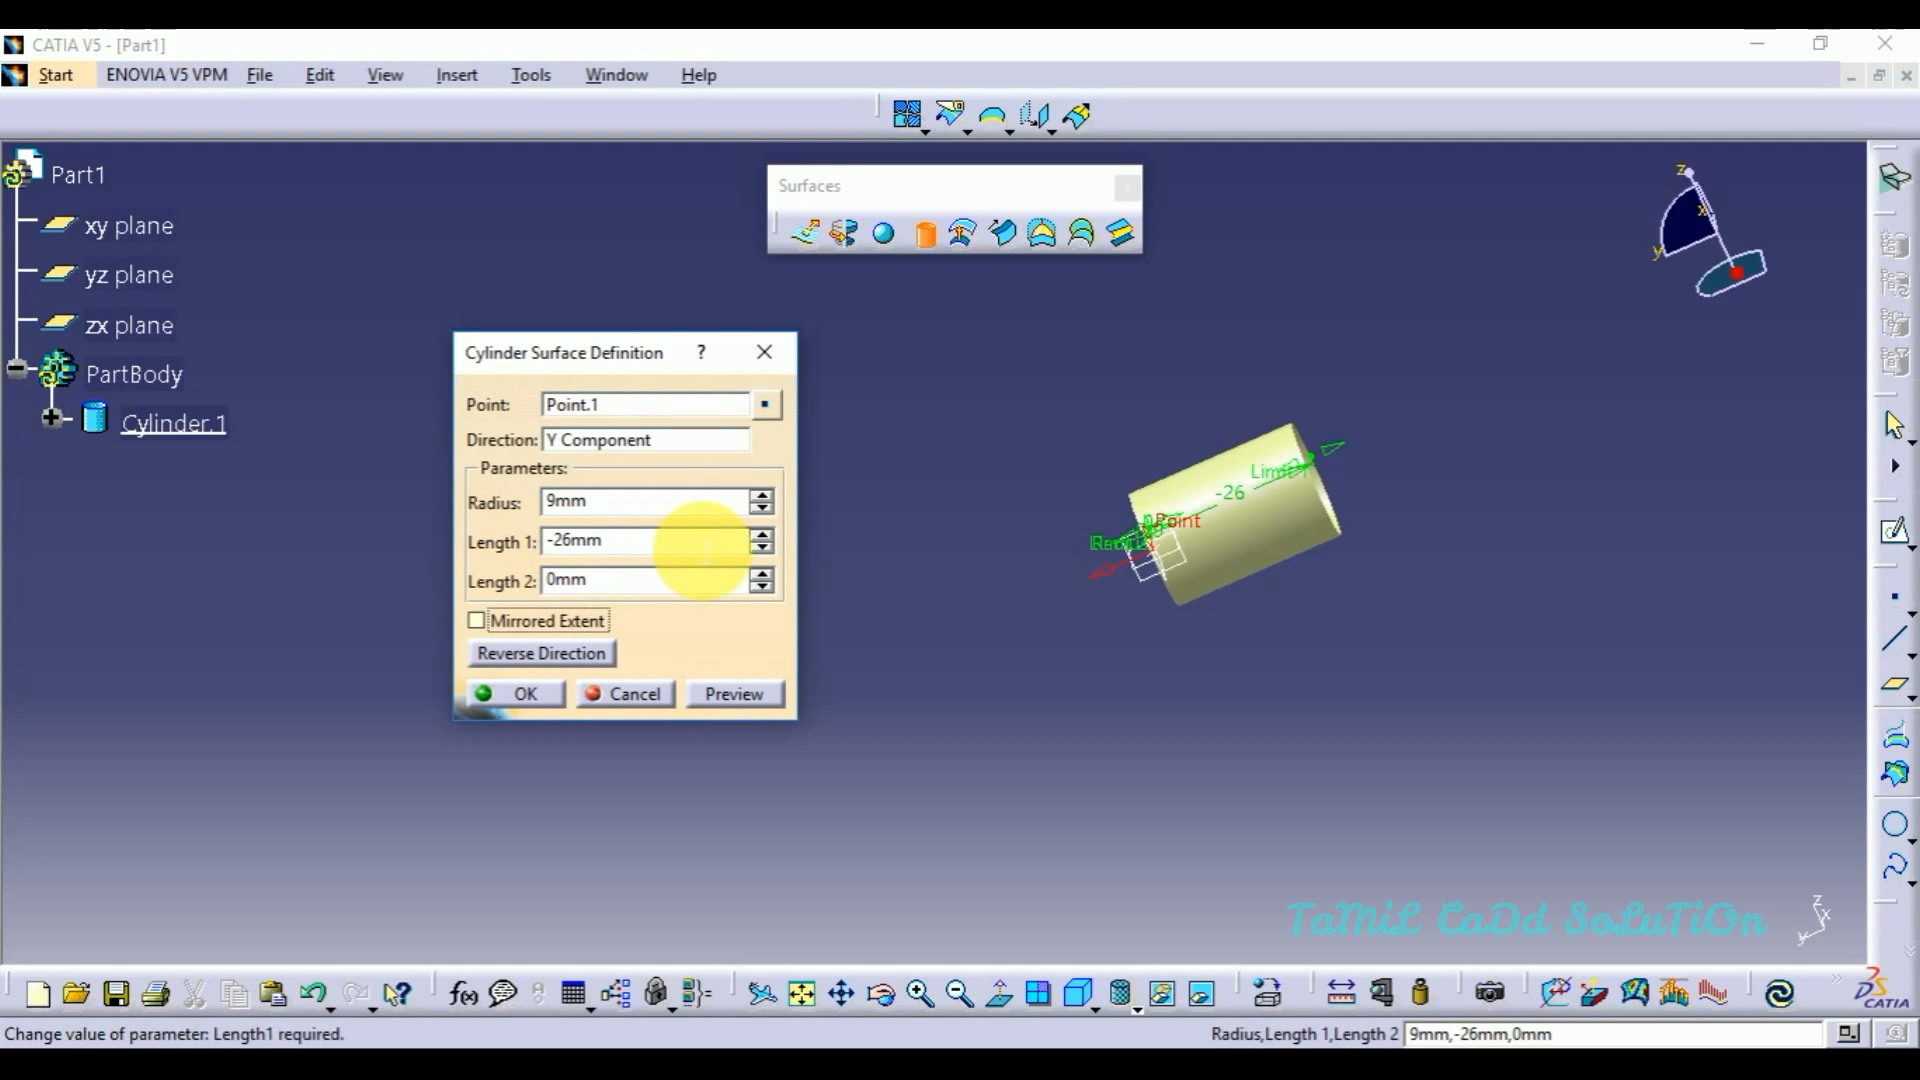 CATIA V5 - [Part1]
Start ENOVIA V5 VPM File Edit View Insert Tools Window Help
Part1
xy plane
yz plane
zx plane
PartBody
Cylinder.1
Surfaces
z
x
y
Cylinder Surface Definition ?
Point: Point.1
Direction: Y Component
Parameters:
Radius: 9mm
Length 1: -26mm
Length 2: 0mm
Mirrored Extent
Reverse Direction
OK Cancel Preview
-26
Point
TaMiL CaDd SoLuTiOn
z
x
y
f(x)
DS CATIA
Change value of parameter: Length1 required.
Radius,Length 1,Length 2 9mm,-26mm,0mm